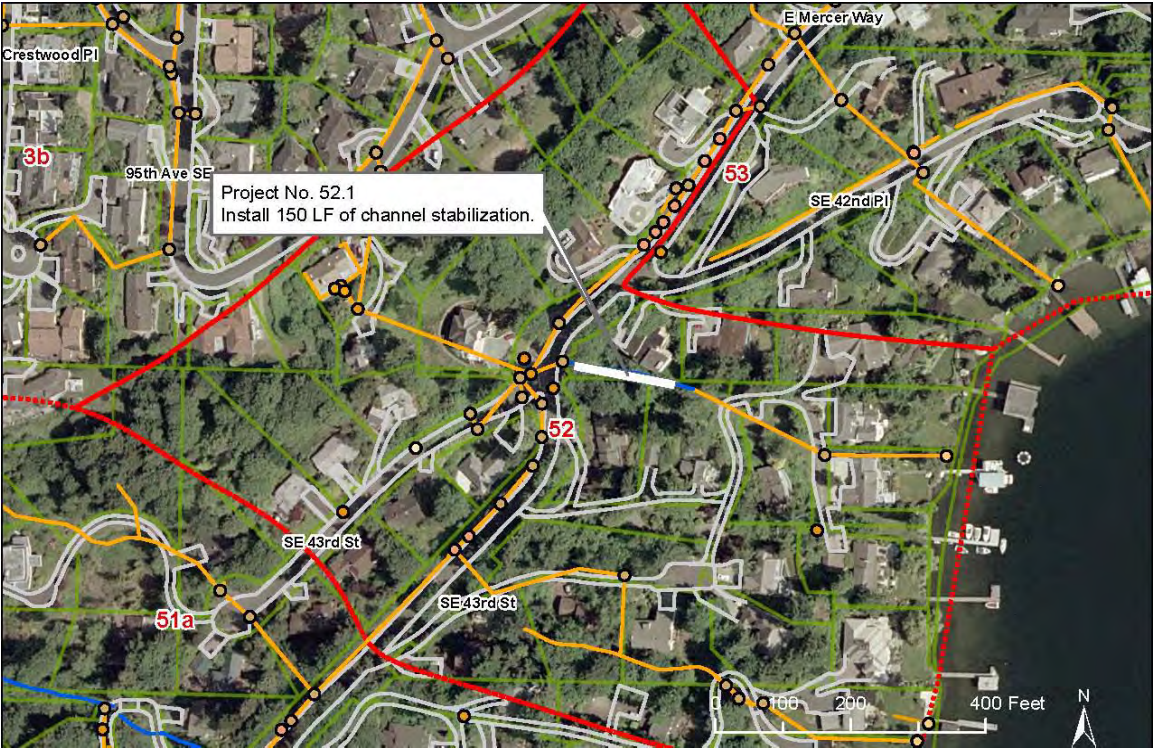 E Mercer Way
Crestwood Pl
3b
95th Ave SE
53
Project No. 52.1
Install 150 LF of channel stabilization.
SE 42nd Pl
52
SE 43rd St
SE 43rd St
51a
0 200 400 Feet
N